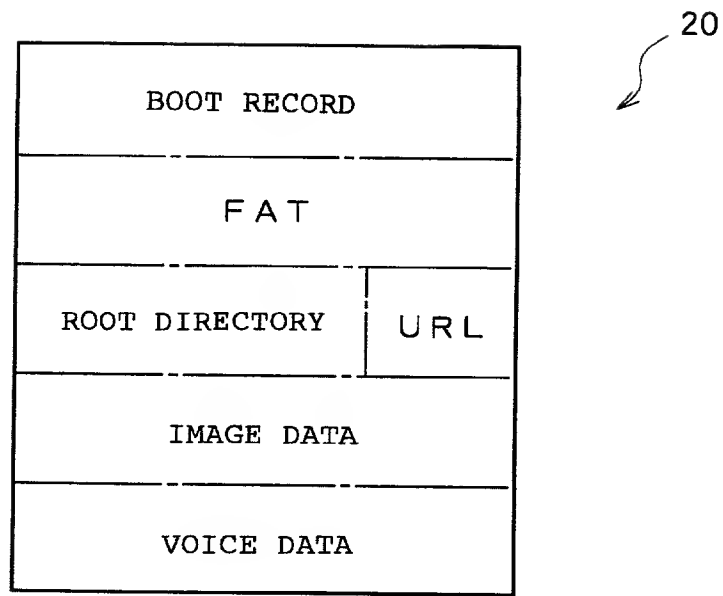 20
BOOT RECORD
FAT
ROOT DIRECTORY URL
IMAGE DATA
VOICE DATA